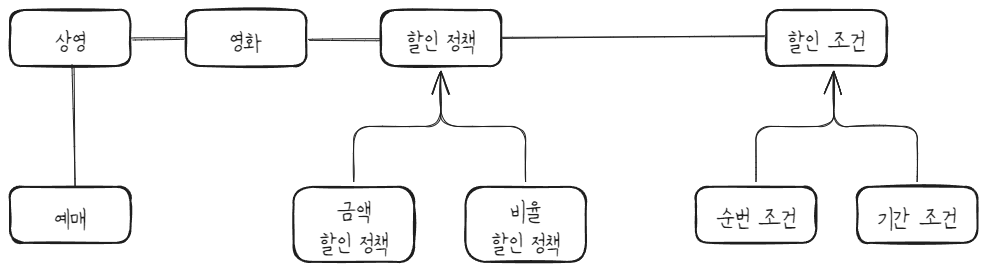 상영
영화
할인 정책
할인 조건
예매
금액
할인 정책
비율
할인 정책
순번 조건
기간 조건